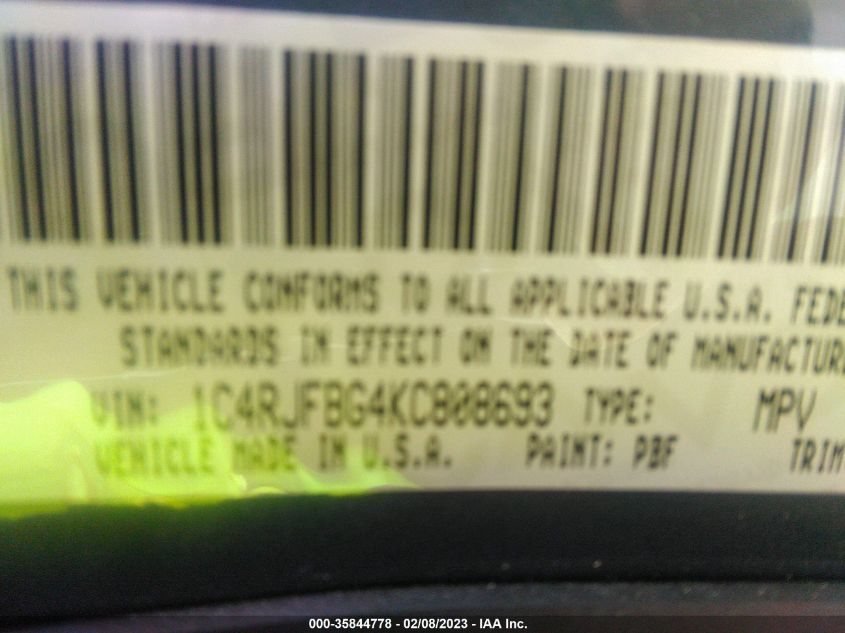 THIS VEHICLE CONFORMS TO ALL APPLICABLE U.S.A. FEDE
STANDARDS IN EFFECT ON THE DATE OF MANUFACTURE
VIN: 1C4RJFBG4KC808693 TYPE: MPV
VEHICLE MADE IN U.S.A. PAINT: PBF TRIM:
000-35844778 - 02/08/2023 - IAA Inc.